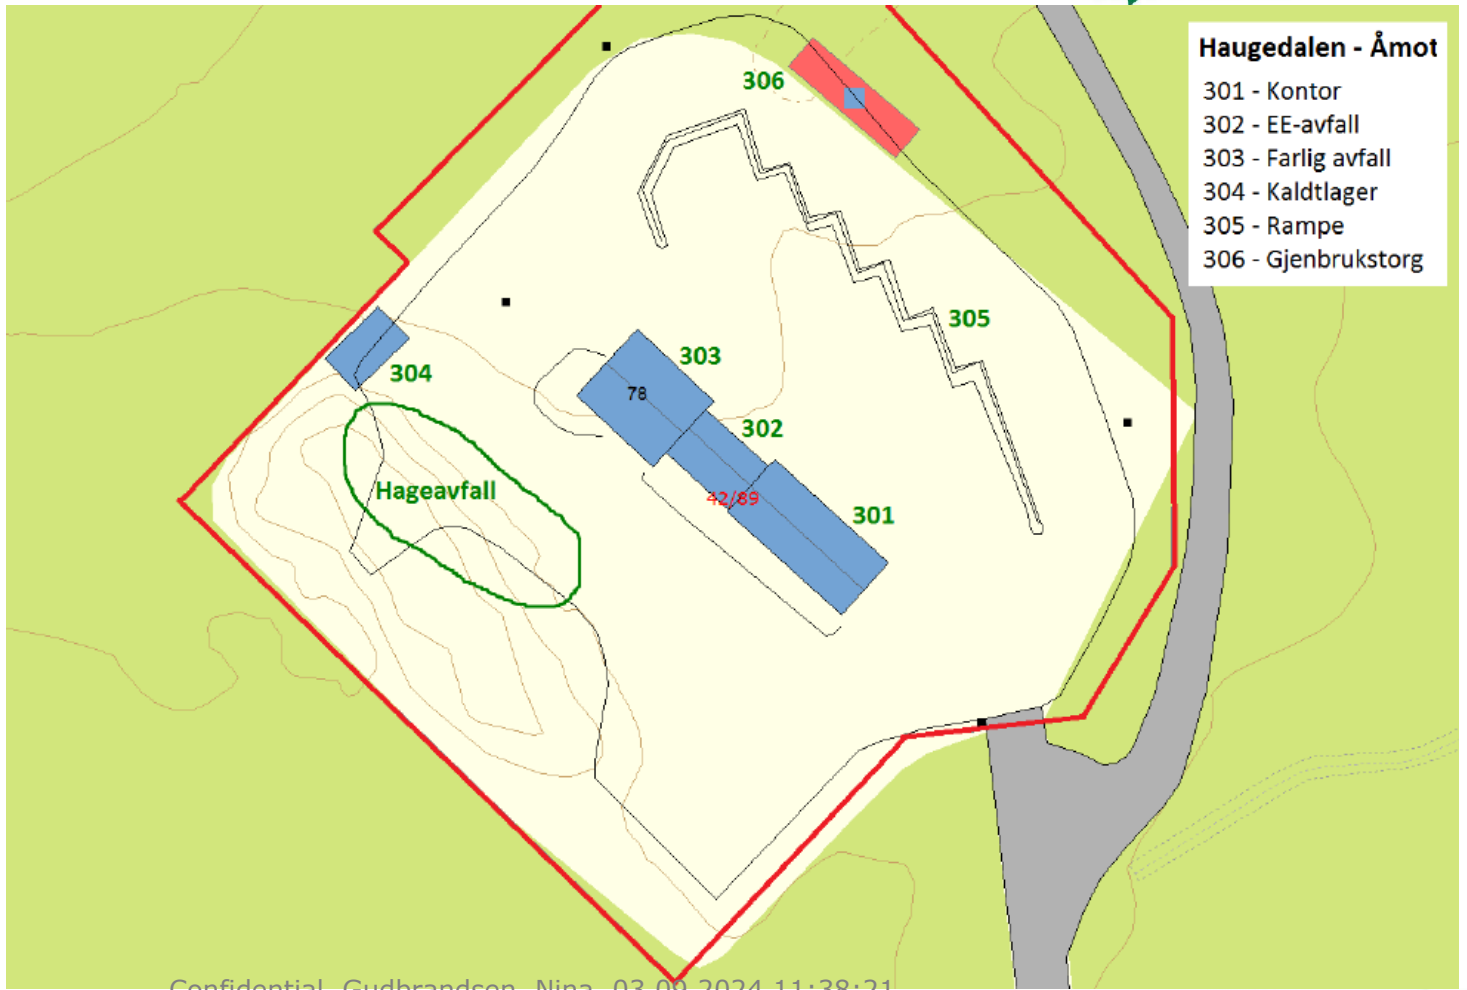 Haugedalen - Åmot
301 - Kontor
302 - EE-avfall
303 - Farlig avfall
304 - Kaldtlager
305 - Rampe
306 - Gjenbrukstorg
306
305
303
304
78
302
42/89
Hageavfall
301
Confidential, Gudbrandsen, Nina, 03.09.2024 11:38:21